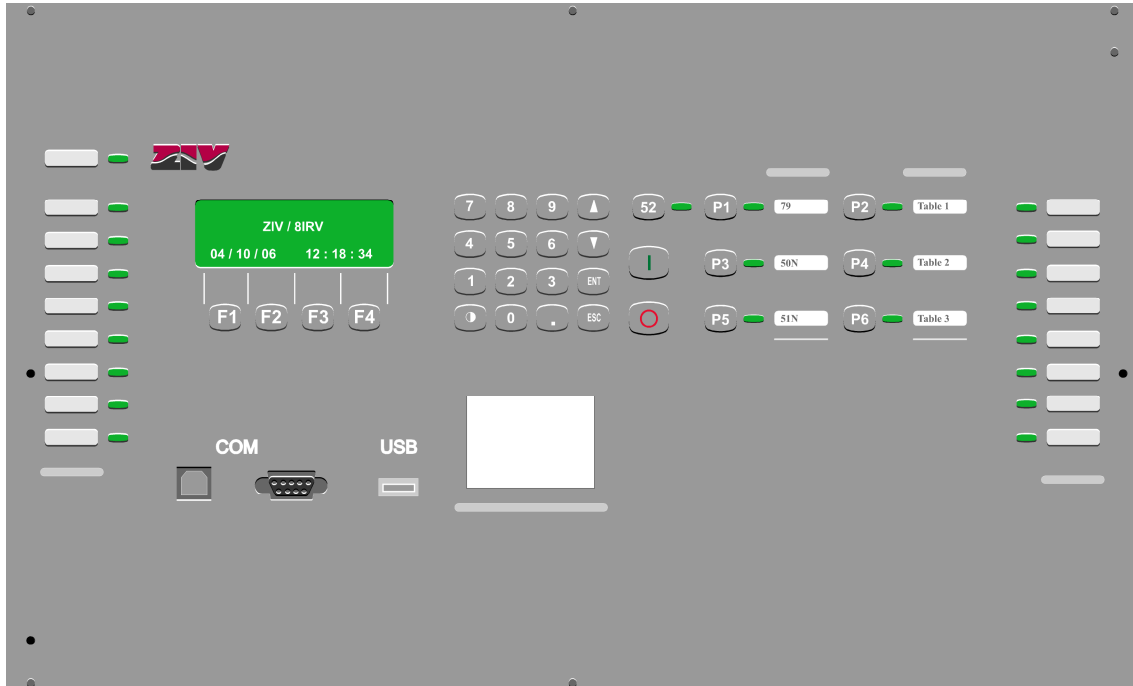 ZIV
ZIV / 8IRV
04 / 10 / 06 12 : 18 : 34
F1 F2 F3 F4
7 8 9
4 5 6
1 2 3 ENT
0 . ESC
52 P1 79 P2 Table 1
P3 50N P4 Table 2
P5 51N P6 Table 3
COM USB